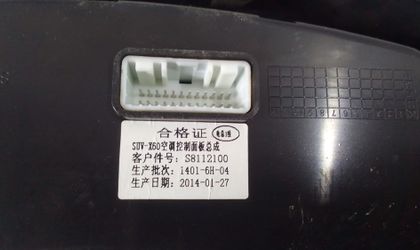 合格证
SUV-X60空调控制面板总成
客户件号: S8112100
生产批次: 1401-6H-04
生产日期: 2014-01-27